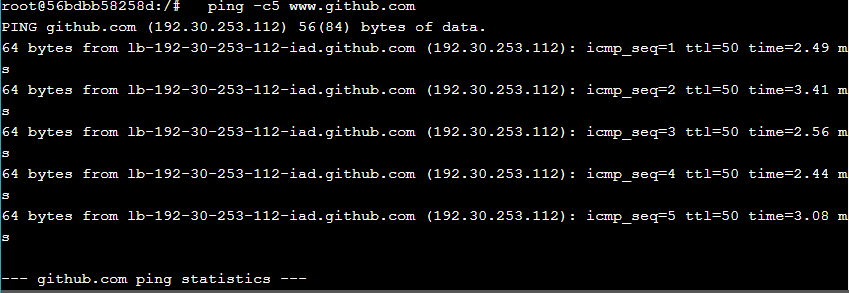 root@56bdbb58258d:/#   ping -c5 www.github.com
PING github.com (192.30.253.112) 56(84) bytes of data.
64 bytes from lb-192-30-253-112-iad.github.com (192.30.253.112): icmp_seq=1 ttl=50 time=2.49 m
s
64 bytes from lb-192-30-253-112-iad.github.com (192.30.253.112): icmp_seq=2 ttl=50 time=3.41 m
s
64 bytes from lb-192-30-253-112-iad.github.com (192.30.253.112): icmp_seq=3 ttl=50 time=2.56 m
s
64 bytes from lb-192-30-253-112-iad.github.com (192.30.253.112): icmp_seq=4 ttl=50 time=2.44 m
s
64 bytes from lb-192-30-253-112-iad.github.com (192.30.253.112): icmp_seq=5 ttl=50 time=3.08 m
s
--- github.com ping statistics ---